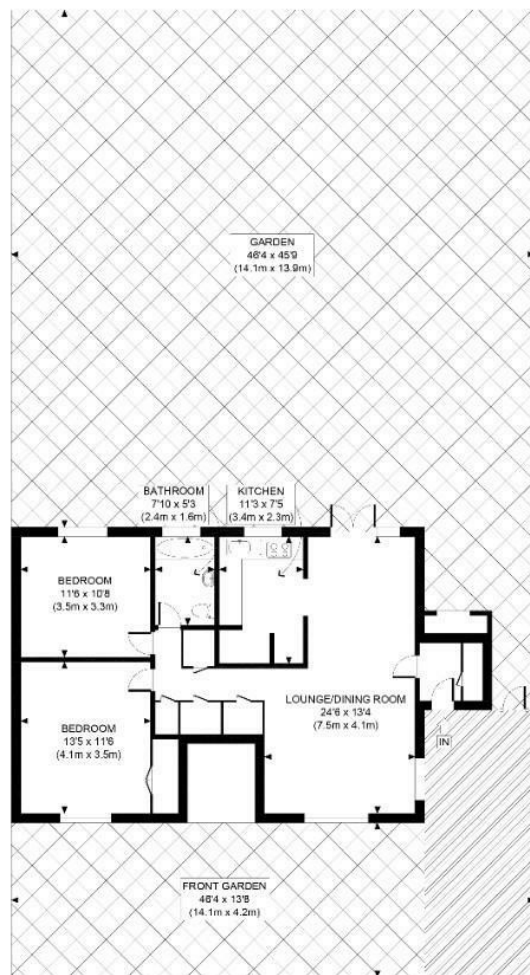 GARDEN
46'4 x 45'9
(14.1m x 13.9m)
BATHROOM
7'10 x 5'3
(2.4m x 1.6m)
KITCHEN
11'3 x 7'5
(3.4m x 2.3m)
BEDROOM
11'6 x 10'8
(3.5m x 3.3m)
LOUNGE/DINING ROOM
24'6 x 13'4
(7.5m x 4.1m)
BEDROOM
13'5 x 11'6
(4.1m x 3.5m)
IN
FRONT GARDEN
46'4 x 13'8
(14.1m x 4.2m)